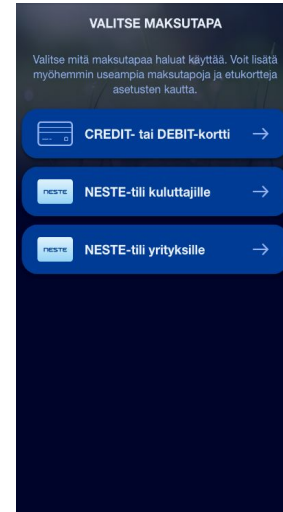 VALITSE MAKSUTAPA
Valitse mitä maksutapaa haluat käyttää. Voit lisätä
myöhemmin useampia maksutapoja ja etukortteja
asetusten kautta.
CREDIT- tai DEBIT-kortti
NESTE NESTE-tili kuluttajille
NESTE NESTE-tili yrityksille